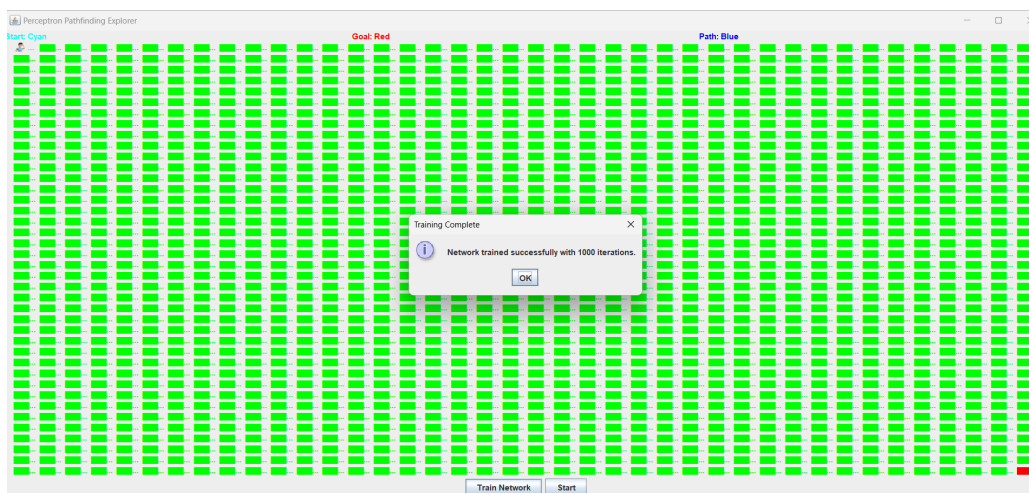 Perceptron Pathfinding Explorer
Start: Cyan Goal: Red Path: Blue
Training Complete
Network trained successfully with 1000 iterations.
OK
Train Network Start